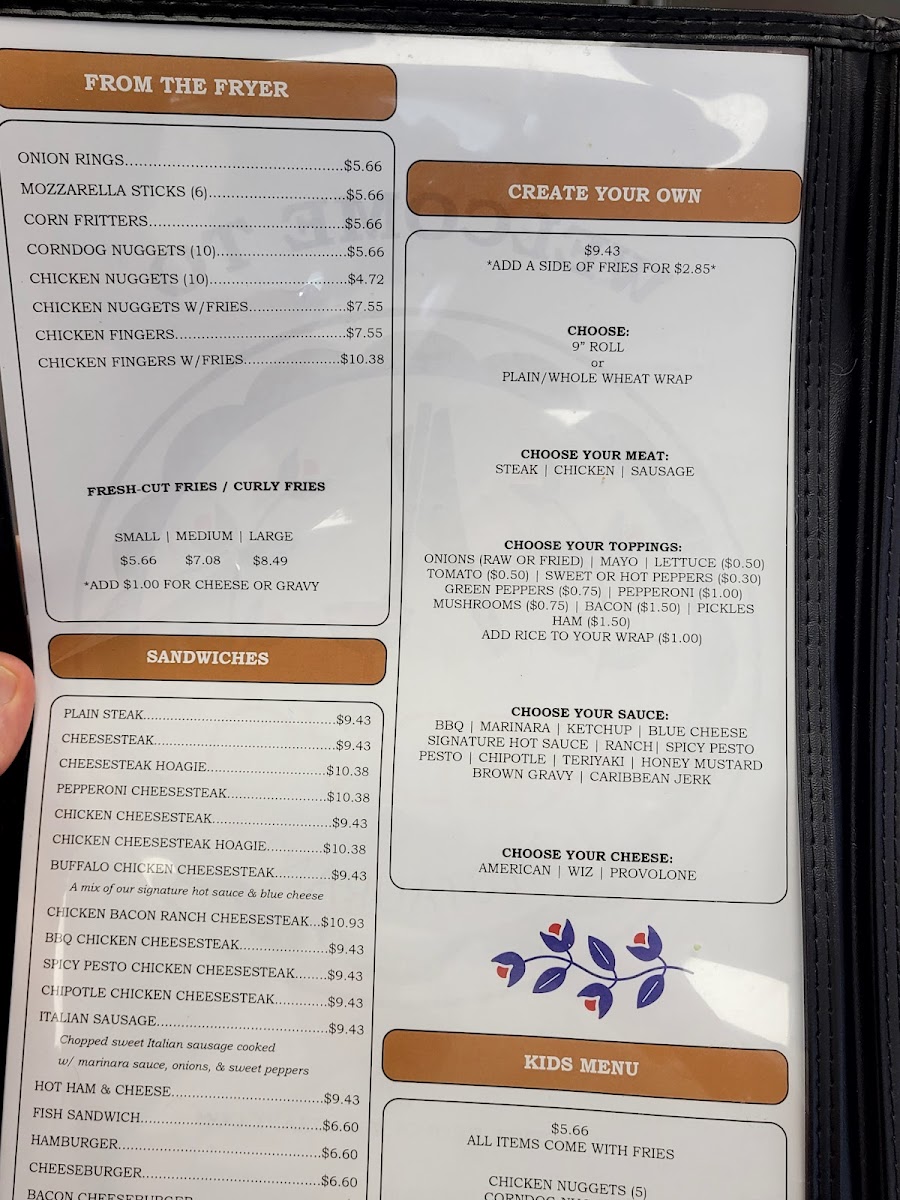 FROM THE FRYER
ONION RINGS...$5.66
MOZZARELLA STICKS (6)...$5.66
CORN FRITTERS...$5.66
CORNDOG NUGGETS (10)...$5.66
CHICKEN NUGGETS (10)...$4.72
CHICKEN NUGGETS W/FRIES...$7.55
CHICKEN FINGERS...$7.55
CHICKEN FINGERS W/FRIES...$10.38
FRESH-CUT FRIES / CURLY FRIES
SMALL | MEDIUM | LARGE
$5.66 $7.08 $8.49
*ADD $1.00 FOR CHEESE OR GRAVY
SANDWICHES
PLAIN STEAK...$9.43
CHEESESTEAK...$9.43
CHEESESTEAK HOAGIE...$10.38
PEPPERONI CHEESESTEAK...$10.38
CHICKEN CHEESESTEAK...$9.43
CHICKEN CHEESESTEAK HOAGIE...$10.38
BUFFALO CHICKEN CHEESESTEAK...$9.43
A mix of our signature hot sauce & blue cheese
CHICKEN BACON RANCH CHEESESTEAK...$10.93
BBQ CHICKEN CHEESESTEAK...$9.43
SPICY PESTO CHICKEN CHEESESTEAK...$9.43
CHIPOTLE CHICKEN CHEESESTEAK...$9.43
ITALIAN SAUSAGE...$9.43
Chopped sweet Italian sausage cooked
w/ marinara sauce, onions, & sweet peppers
HOT HAM & CHEESE...$9.43
FISH SANDWICH...$6.60
HAMBURGER...$6.60
CHEESEBURGER...$6.60
BACON CHEESEBURGER
CREATE YOUR OWN
$9.43
*ADD A SIDE OF FRIES FOR $2.85*
CHOOSE:
9" ROLL
or
PLAIN/WHOLE WHEAT WRAP
CHOOSE YOUR MEAT:
STEAK | CHICKEN | SAUSAGE
CHOOSE YOUR TOPPINGS:
ONIONS (RAW OR FRIED) | MAYO | LETTUCE ($0.50)
TOMATO ($0.50) | SWEET OR HOT PEPPERS ($0.30)
GREEN PEPPERS ($0.75) | PEPPERONI ($1.00)
MUSHROOMS ($0.75) | BACON ($1.50) | PICKLES
HAM ($1.50)
ADD RICE TO YOUR WRAP ($1.00)
CHOOSE YOUR SAUCE:
BBQ | MARINARA | KETCHUP | BLUE CHEESE
SIGNATURE HOT SAUCE | RANCH| SPICY PESTO
PESTO | CHIPOTLE | TERIYAKI | HONEY MUSTARD
BROWN GRAVY | CARIBBEAN JERK
CHOOSE YOUR CHEESE:
AMERICAN | WIZ | PROVOLONE
KIDS MENU
$5.66
ALL ITEMS COME WITH FRIES
CHICKEN NUGGETS (5)